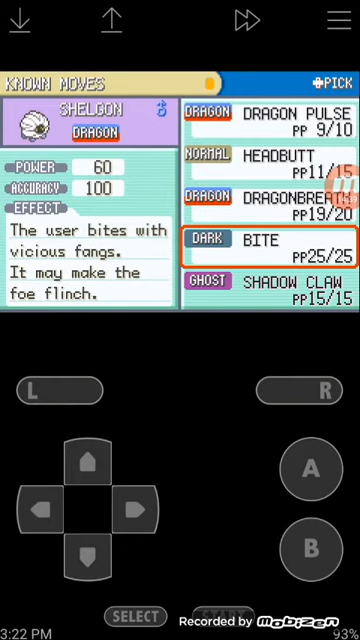 KNOWN MOVES
PICK
SHELGON
DRAGON
POWER 60
ACCURACY 100
EFFECT
The user bites with
vicious fangs.
It may make the
foe flinch.
DRAGON DRAGON PULSE
PP 9/10
NORMAL HEADBUTT
PP11/15
DRAGON DRAGONBREATH
PP19/20
DARK BITE
PP25/25
GHOST SHADOW CLAW
PP15/15
L
R
A
B
SELECT
START
3:22 PM
Recorded by Mobizen
93%